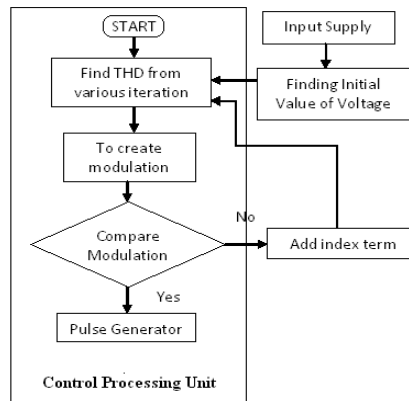 START
Find THD from
various iteration
To create
modulation
Compare
Modulation
No
Yes
Pulse Generator
Control Processing Unit
Input Supply
Finding Initial
Value of Voltage
Add index term